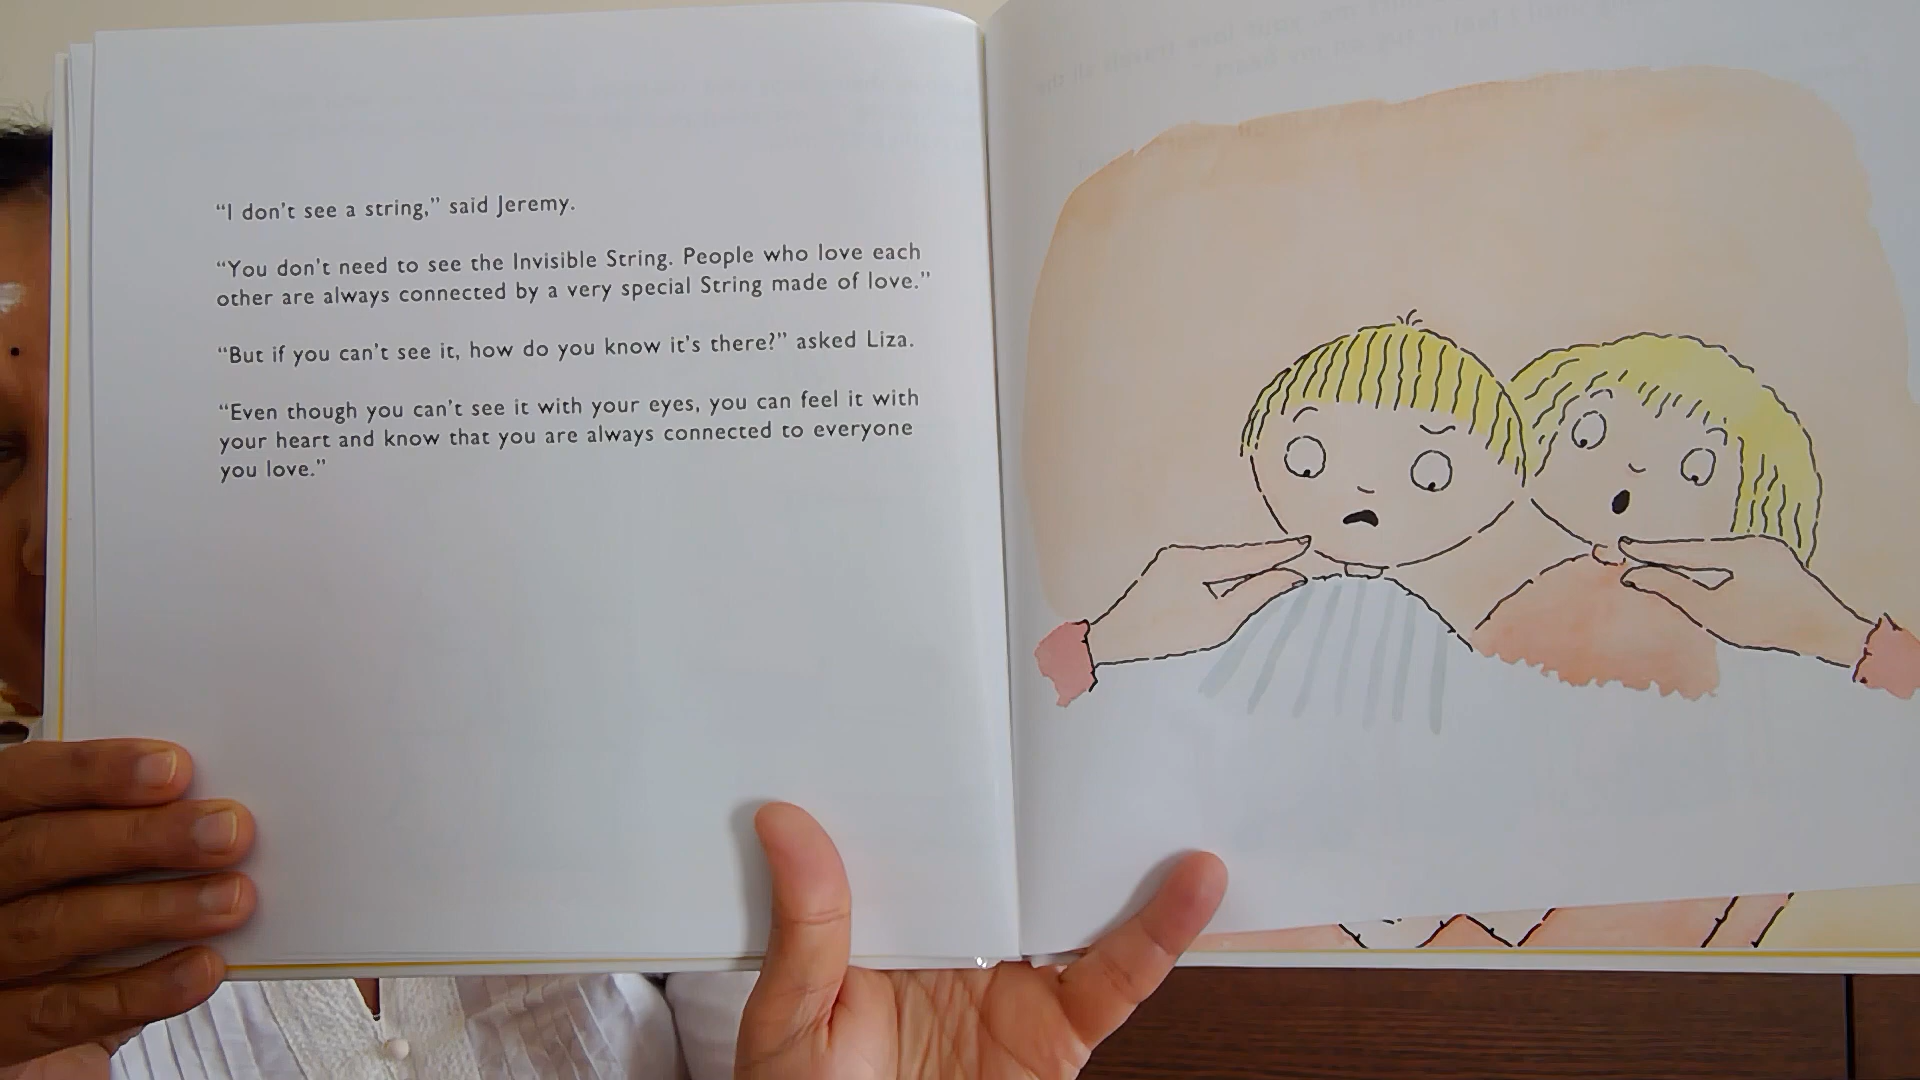 “I don’t see a string,” said Jeremy.
“You don’t need to see the Invisible String. People who love each
other are always connected by a very special String made of love.”
“But if you can’t see it, how do you know it’s there?” asked Liza.
“Even though you can’t see it with your eyes, you can feel it with
your heart and know that you are always connected to everyone
you love.”